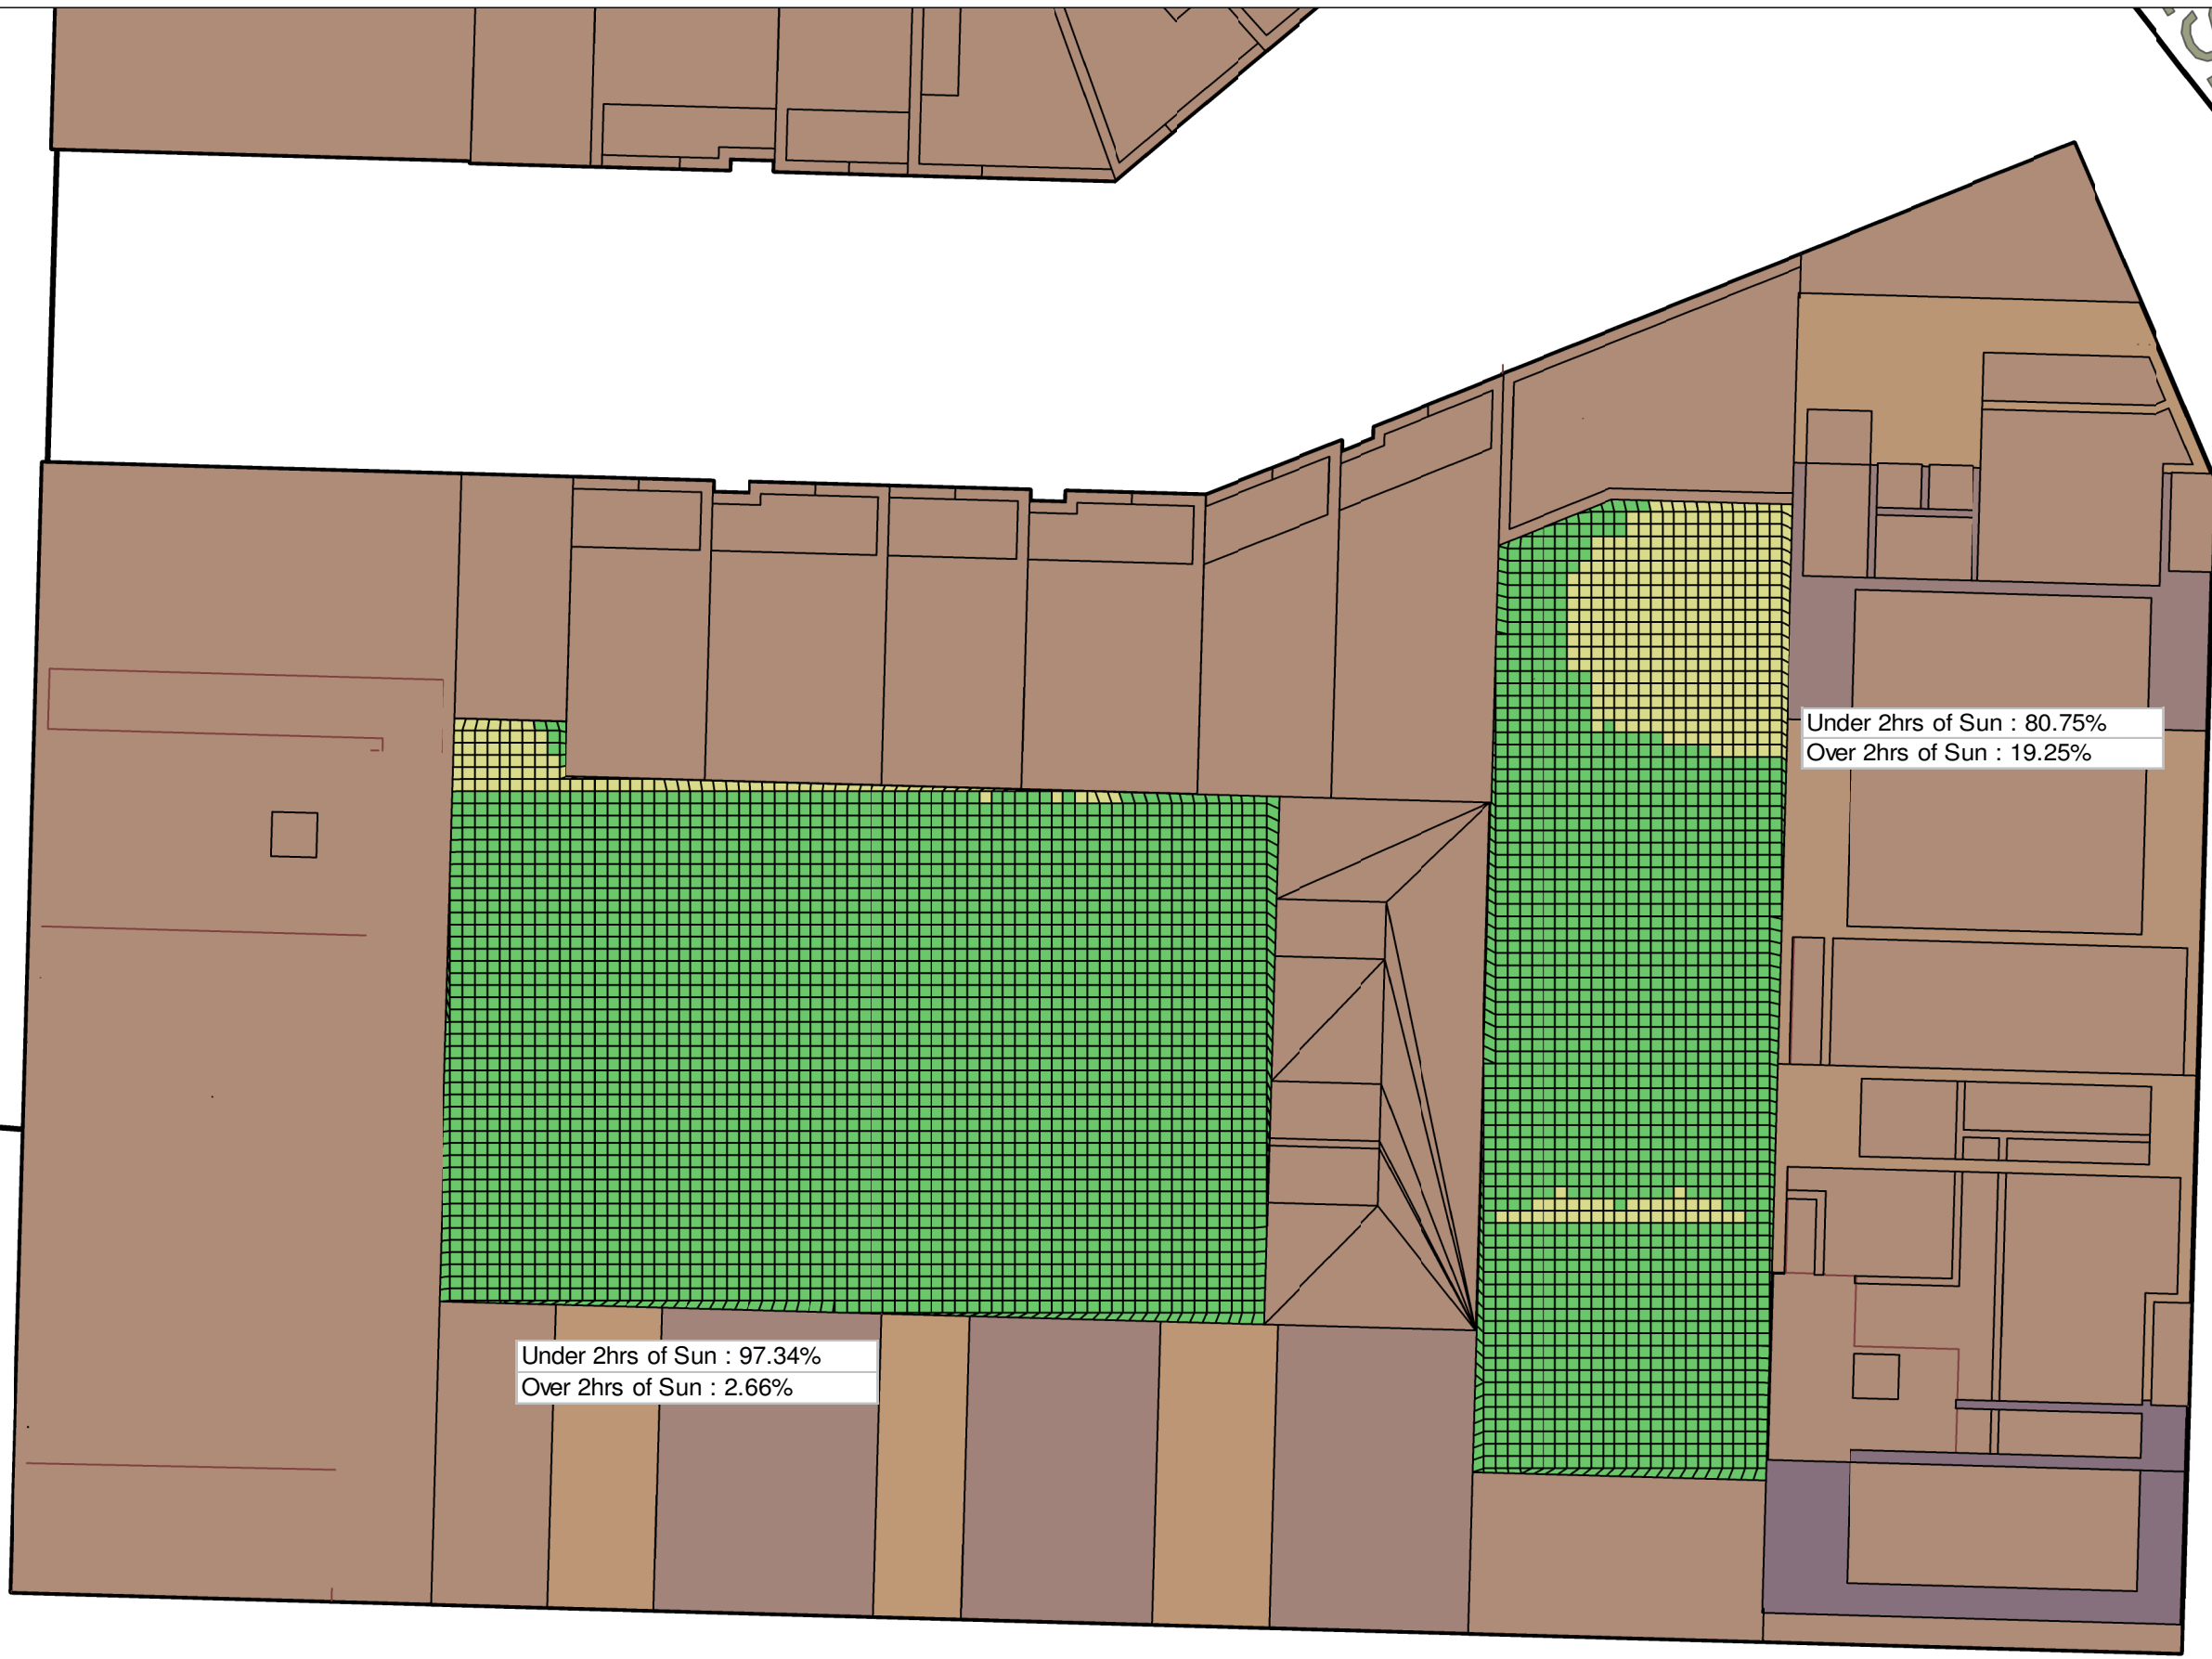 Under 2hrs of Sun : 80.75%
Over 2hrs of Sun : 19.25%
Under 2hrs of Sun : 97.34%
Over 2hrs of Sun : 2.66%